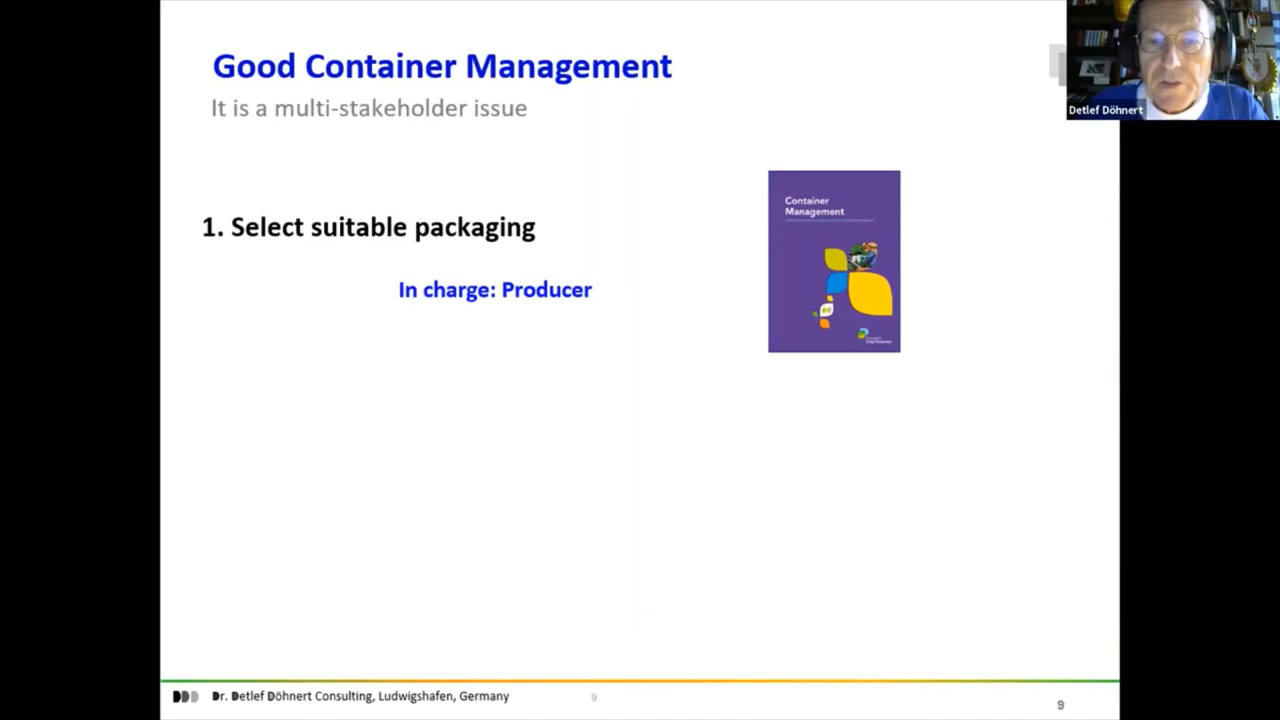 Good Container Management
It is a multi-stakeholder issue
Detlef Döhnert
1. Select suitable packaging
In charge: Producer
Container
Management
Dr. Detlef Döhnert Consulting, Ludwigshafen, Germany
9
9